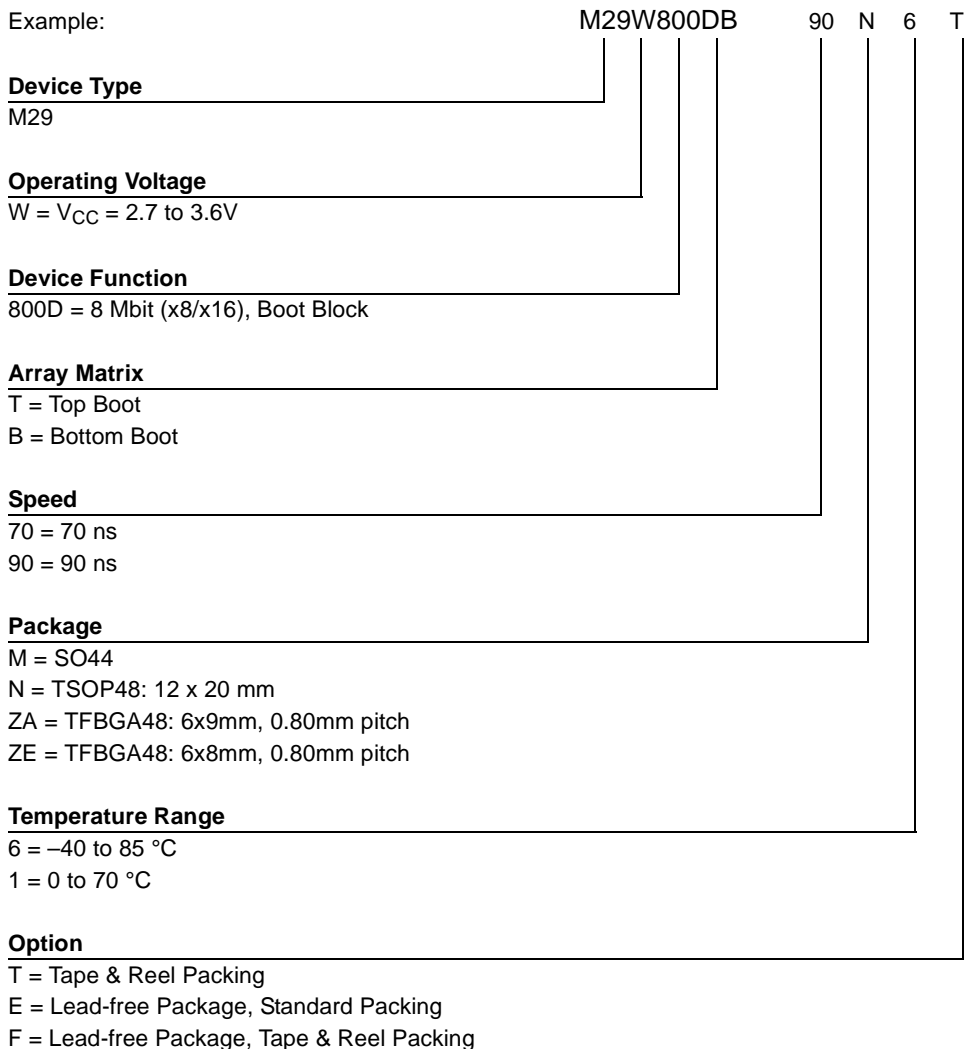 Example: M29W800DB 90 N 6 T
Device Type
M29
Operating Voltage
W = VCC = 2.7 to 3.6V
Device Function
800D = 8 Mbit (x8/x16), Boot Block
Array Matrix
T = Top Boot
B = Bottom Boot
Speed
70 = 70 ns
90 = 90 ns
Package
M = SO44
N = TSOP48: 12 x 20 mm
ZA = TFBGA48: 6x9mm, 0.80mm pitch
ZE = TFBGA48: 6x8mm, 0.80mm pitch
Temperature Range
6 = –40 to 85 °C
1 = 0 to 70 °C
Option
T = Tape & Reel Packing
E = Lead-free Package, Standard Packing
F = Lead-free Package, Tape & Reel Packing